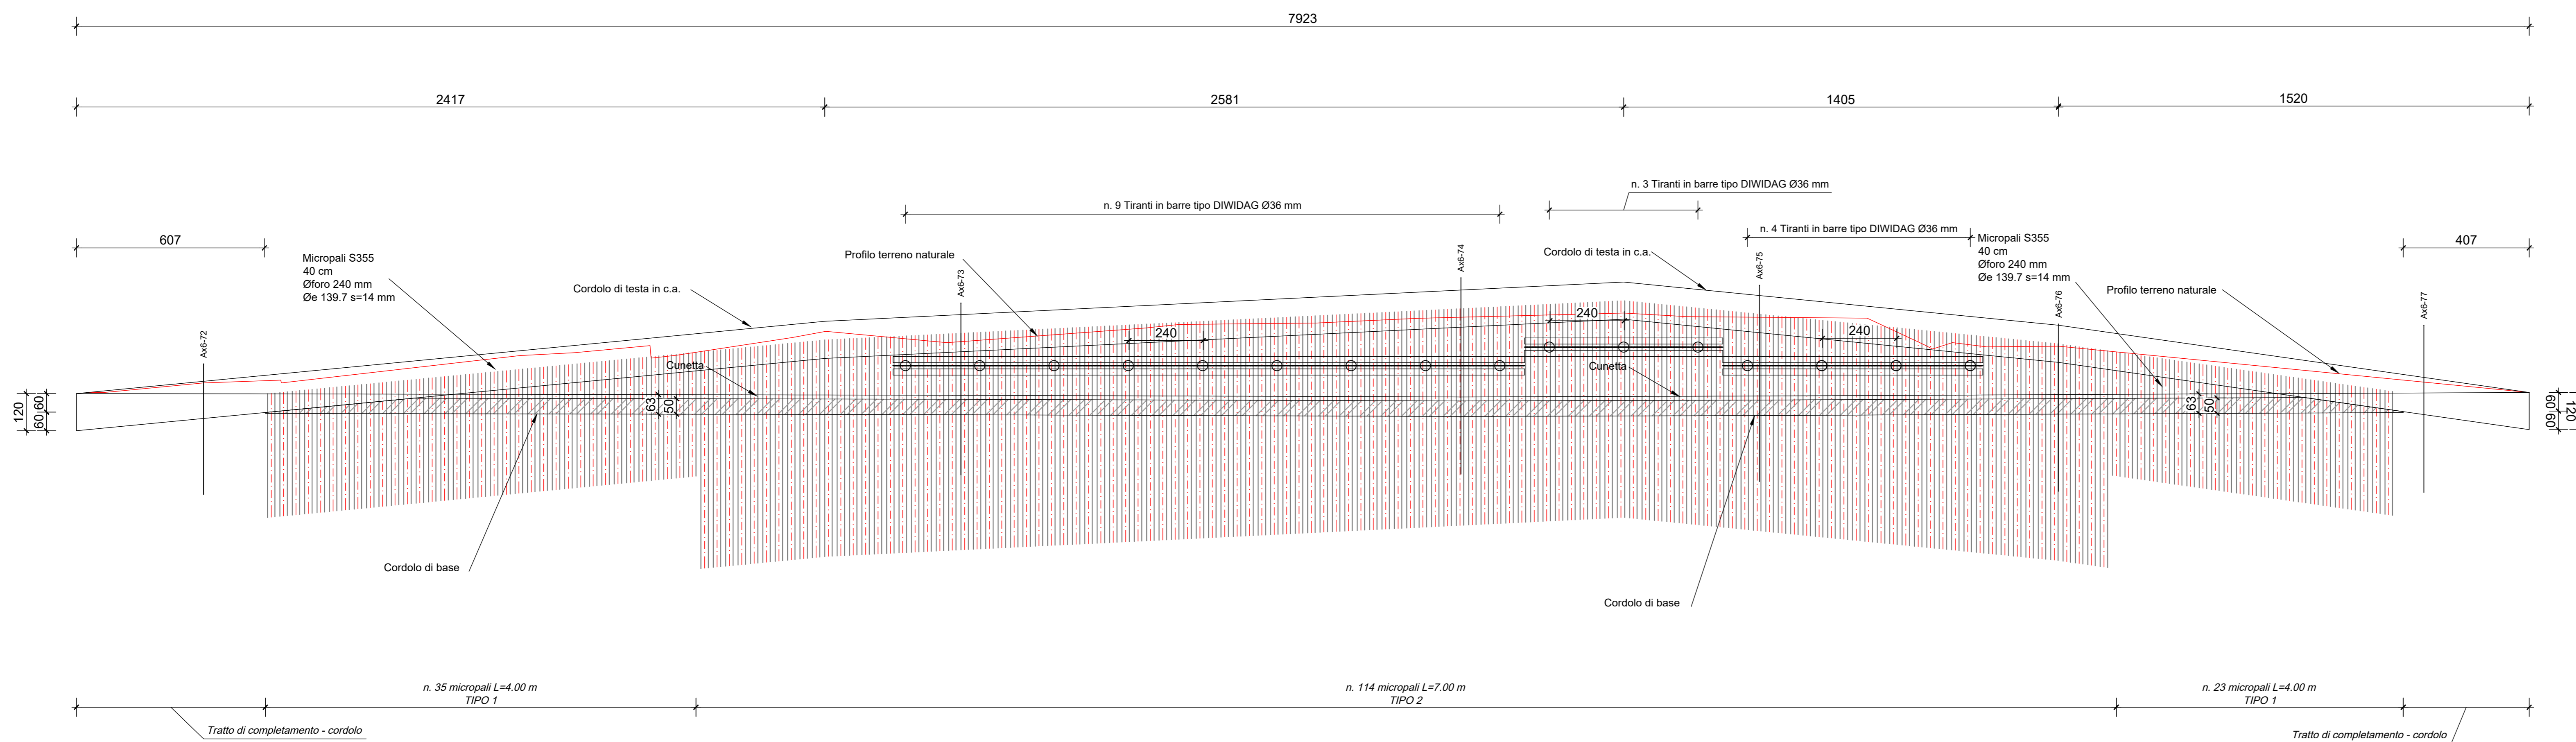 7923
2417
2581
1405
1520
n. 3 Tiranti in barre tipo DIWIDAG Ø36 mm
n. 9 Tiranti in barre tipo DIWIDAG Ø36 mm
n. 4 Tiranti in barre tipo DIWIDAG Ø36 mm
607
407
Micropali S355
40 cm
Øforo 240 mm
Øe 139.7 s=14 mm
Cordolo di testa in c.a.
Profilo terreno naturale
Cordolo di testa in c.a.
Micropali S355
40 cm
Øforo 240 mm
Øe 139.7 s=14 mm
Profilo terreno naturale
Ax6-72
Ax6-73
Ax6-74
Ax6-75
Ax6-76
Ax6-77
240
240
240
Cunetta
Cunetta
120
60
60
63
50
63
50
60
60
120
Cordolo di base
Cordolo di base
n. 35 micropali L=4.00 m
TIPO 1
n. 114 micropali L=7.00 m
TIPO 2
n. 23 micropali L=4.00 m
TIPO 1
Tratto di completamento - cordolo
Tratto di completamento - cordolo